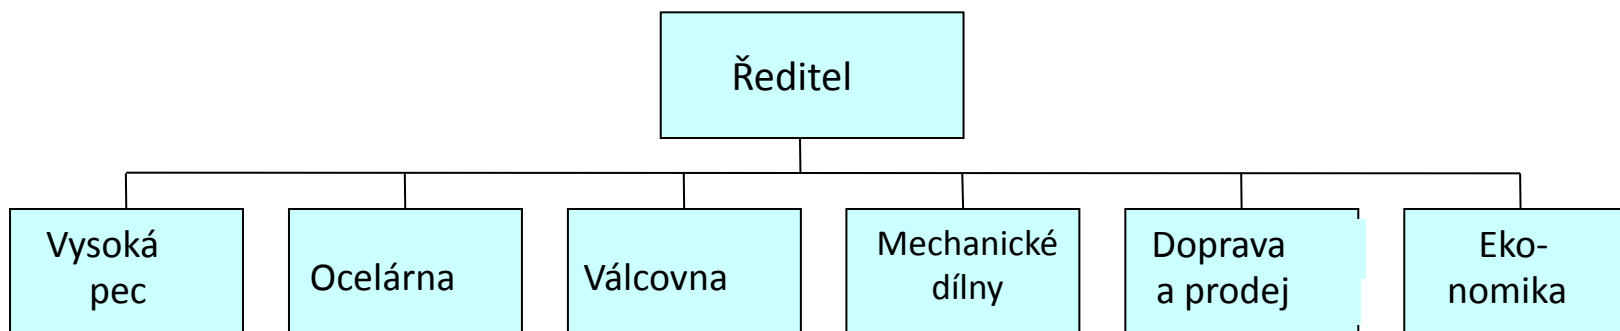 Ředitel
Vysoká
pec
Ocelárna
Válcovna
Mechanické
dílny
Doprava
a prodej
Eko-
nomika